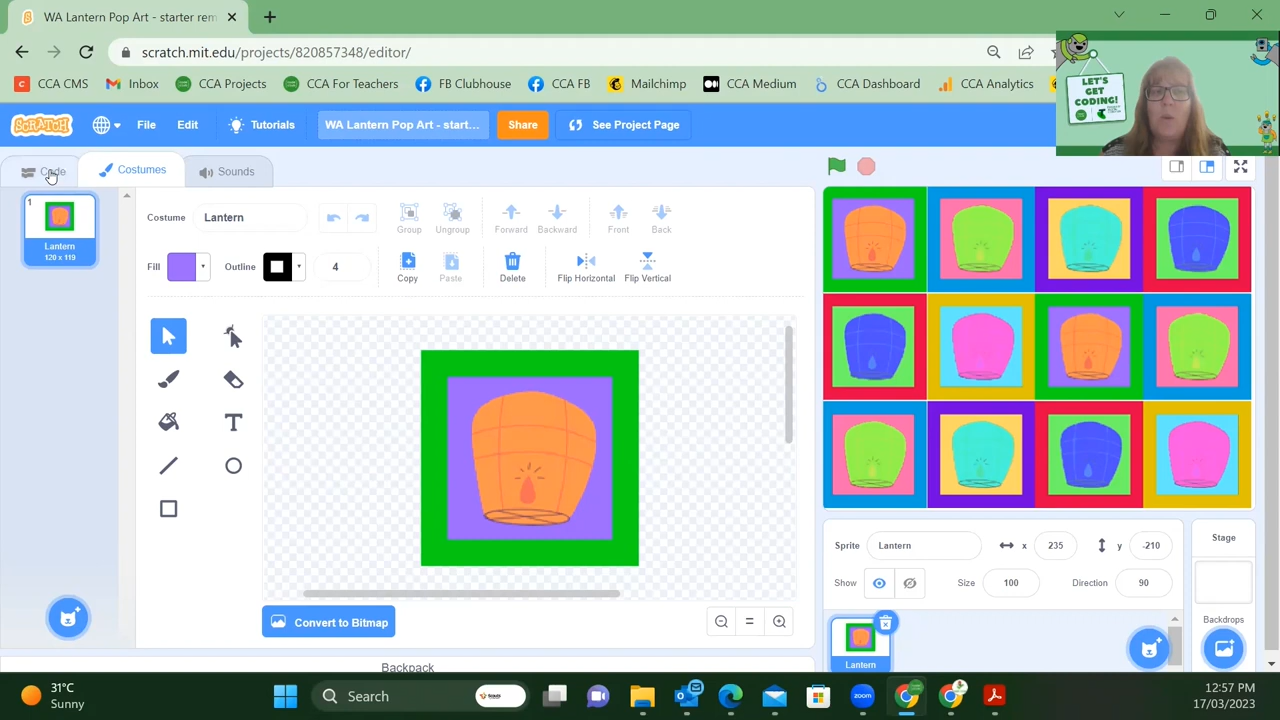 WA Lantern Pop Art - starter rem
scratch.mit.edu/projects/820857348/editor/
CCA CMS Inbox CCA Projects CCA For teachers FB Clubhouse CCA FB Mailchimp CCA Medium CCA Dashboard CCA Analytics
LET'S
GET
CODING!
SCRATCH File Edit Tutorials WA Lantern Pop Art - start... Share See Project Page
Code Costumes Sounds
1
Lantern
120 x 119
Costume Lantern Group Ungroup Forward Backward Front Back
Fill Outline 4 Copy Paste Delete Flip Horizontal Flip Vertical
T
Convert to Bitmap
Backpack
Sprite Lantern x 235 y -210
Show Size 100 Direction 90
Lantern
Stage
Backdrops
31°C
Sunny
Search
zoom
12:57 PM
17/03/2023